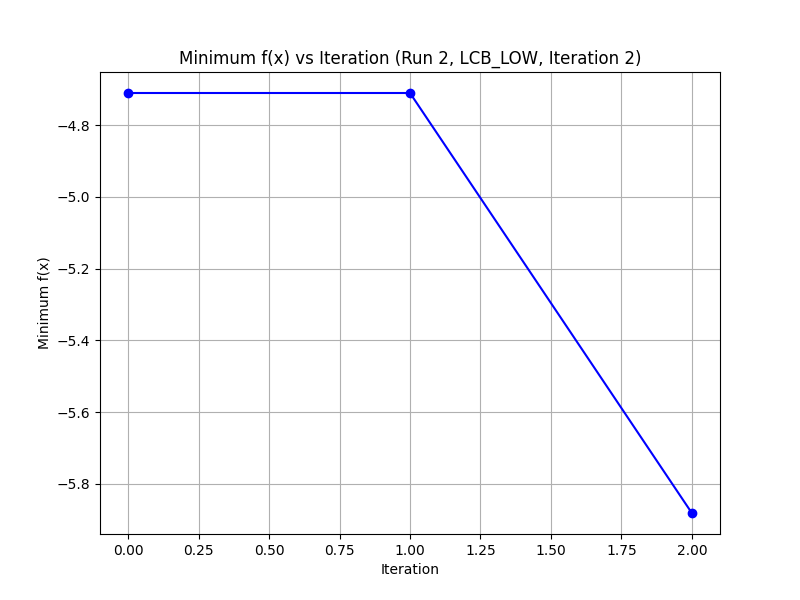 Minimum f(x) vs Iteration (Run 2, LCB_LOW, Iteration 2)
Minimum f(x)
−4.8
−5.0
−5.2
−5.4
−5.6
−5.8
0.00 0.25 0.50 0.75 1.00 1.25 1.50 1.75 2.00
Iteration